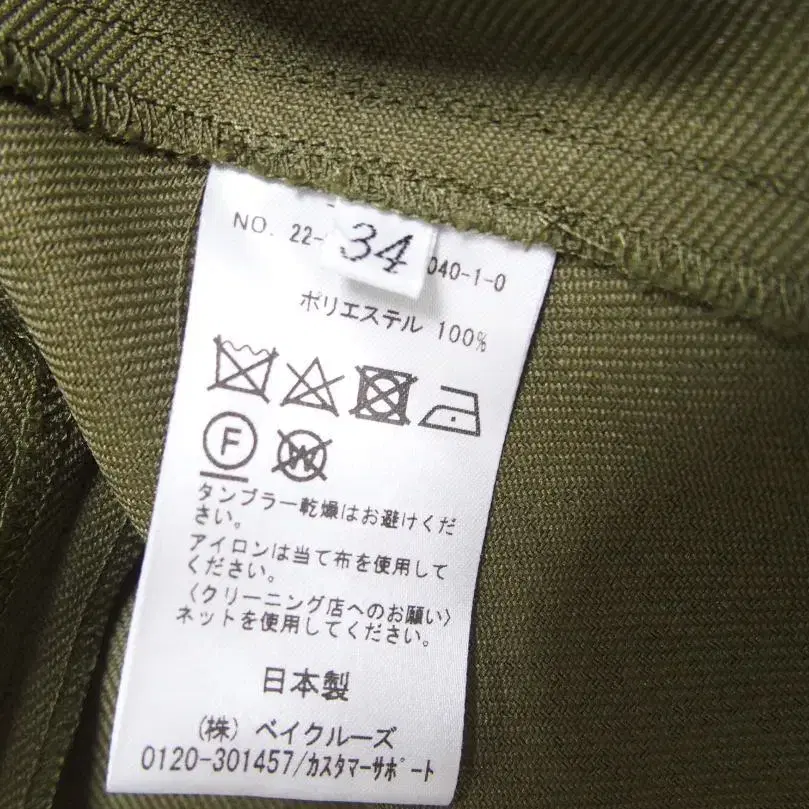 NO. 22-
34
040-1-0
ポリエステル 100%
F
W
タンブラー乾燥はお避けくだ
さい。
アイロンは当て布を使用して
ください。
〈クリーニング店へのお願い〉
ネットを使用してください。
日本製
(株) ベイクルーズ
0120-301457/カスタマーサポート